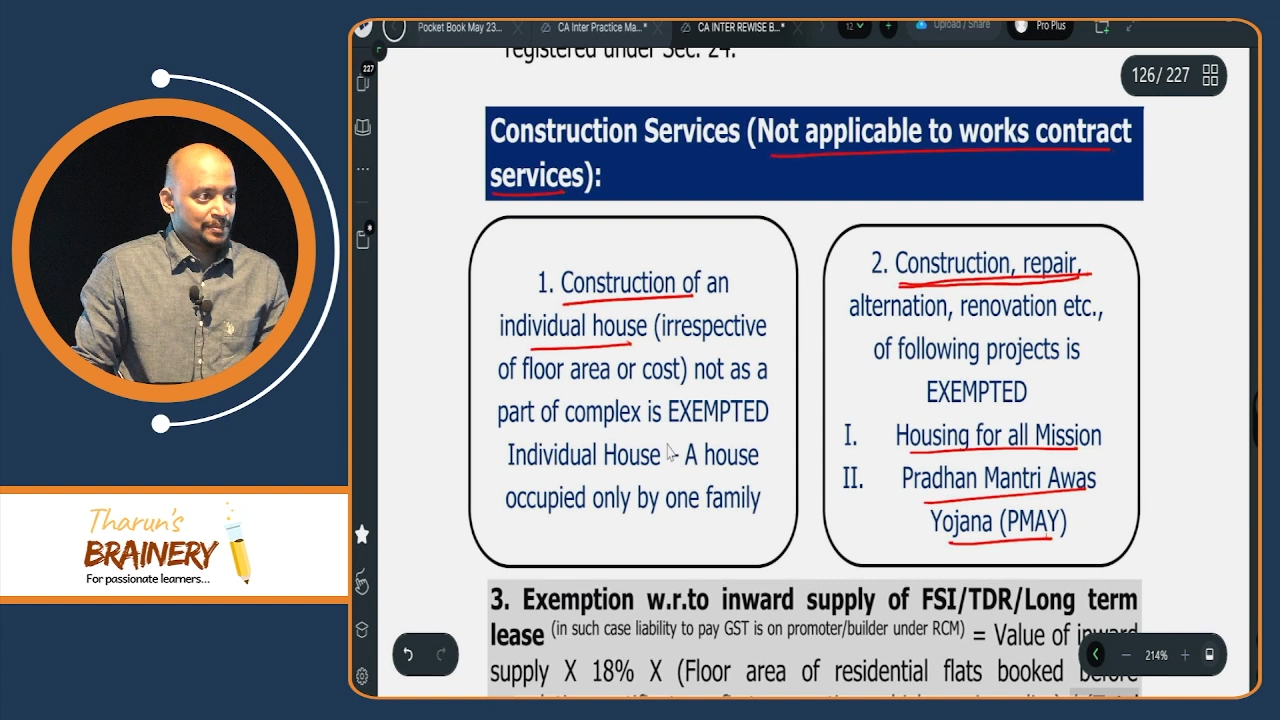 Pocket Book May 23...
CA Inter Practice Ma...*
CA INTER REWISE B...*
12
Upload / Share
Pro Plus
227
registered under Sec. 24.
126/227
Construction Services (Not applicable to works contract
services):
1. Construction of an
individual house (irrespective
of floor area or cost) not as a
part of complex is EXEMPTED
Individual House - A house
occupied only by one family
2. Construction, repair,
alternation, renovation etc.,
of following projects is
EXEMPTED
I. Housing for all Mission
II. Pradhan Mantri Awas
Yojana (PMAY)
3. Exemption w.r.to inward supply of FSI/TDR/Long term
lease (in such case liability to pay GST is on promoter/builder under RCM) = Value of inward
supply X 18% X (Floor area of residential flats booked before
214%
Tharun's
BRAINERY
For passionate learners...